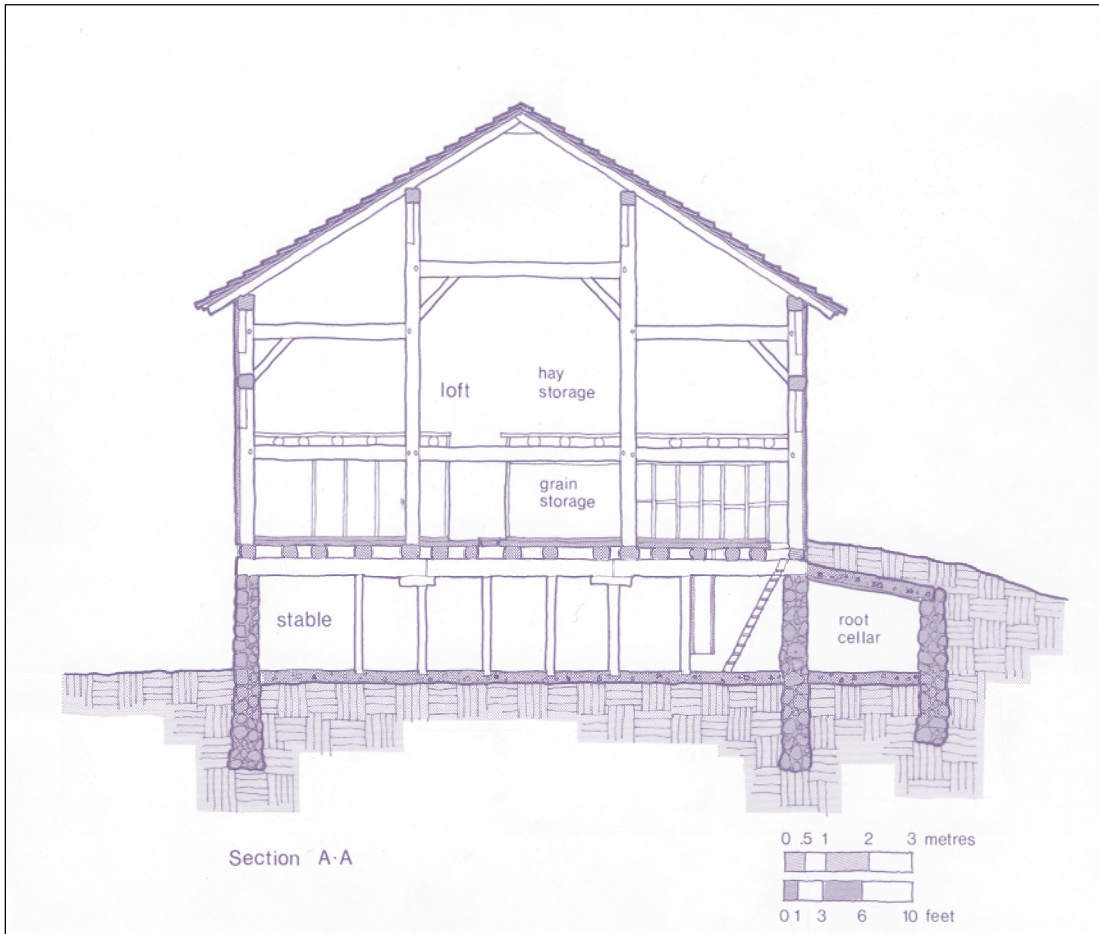 loft
hay
storage
grain
storage
stable
root
cellar
Section A·A
0 .5 1 2 3 metres
0 1 3 6 10 feet